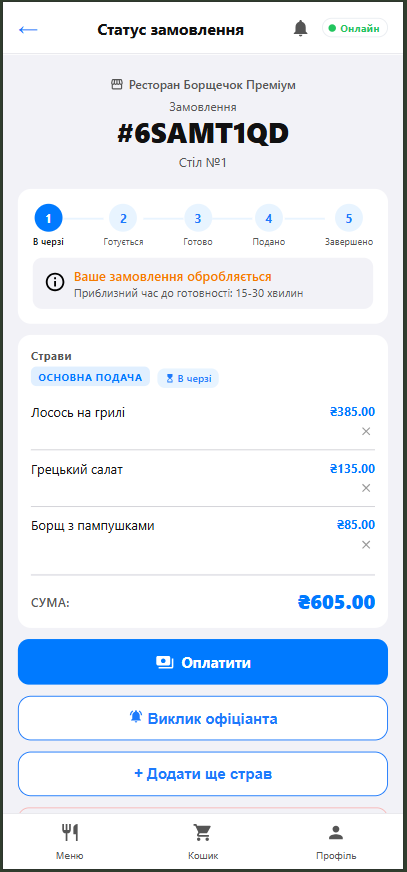 ← Статус замовлення Онлайн
Ресторан Борщечок Преміум
Замовлення
#6SAMT1QD
Стіл №1
1 2 3 4 5
В черзі Готується Готово Подано Завершено
Ваше замовлення обробляється
Приблизний час до готовності: 15-30 хвилин
Страви
ОСНОВНА ПОДАЧА В черзі
Лосось на грилі ₴385.00
×
Грецький салат ₴135.00
×
Борщ з пампушками ₴85.00
×
СУМА: ₴605.00
Оплатити
Виклик офіціанта
+ Додати ще страв
Меню Кошик Профіль